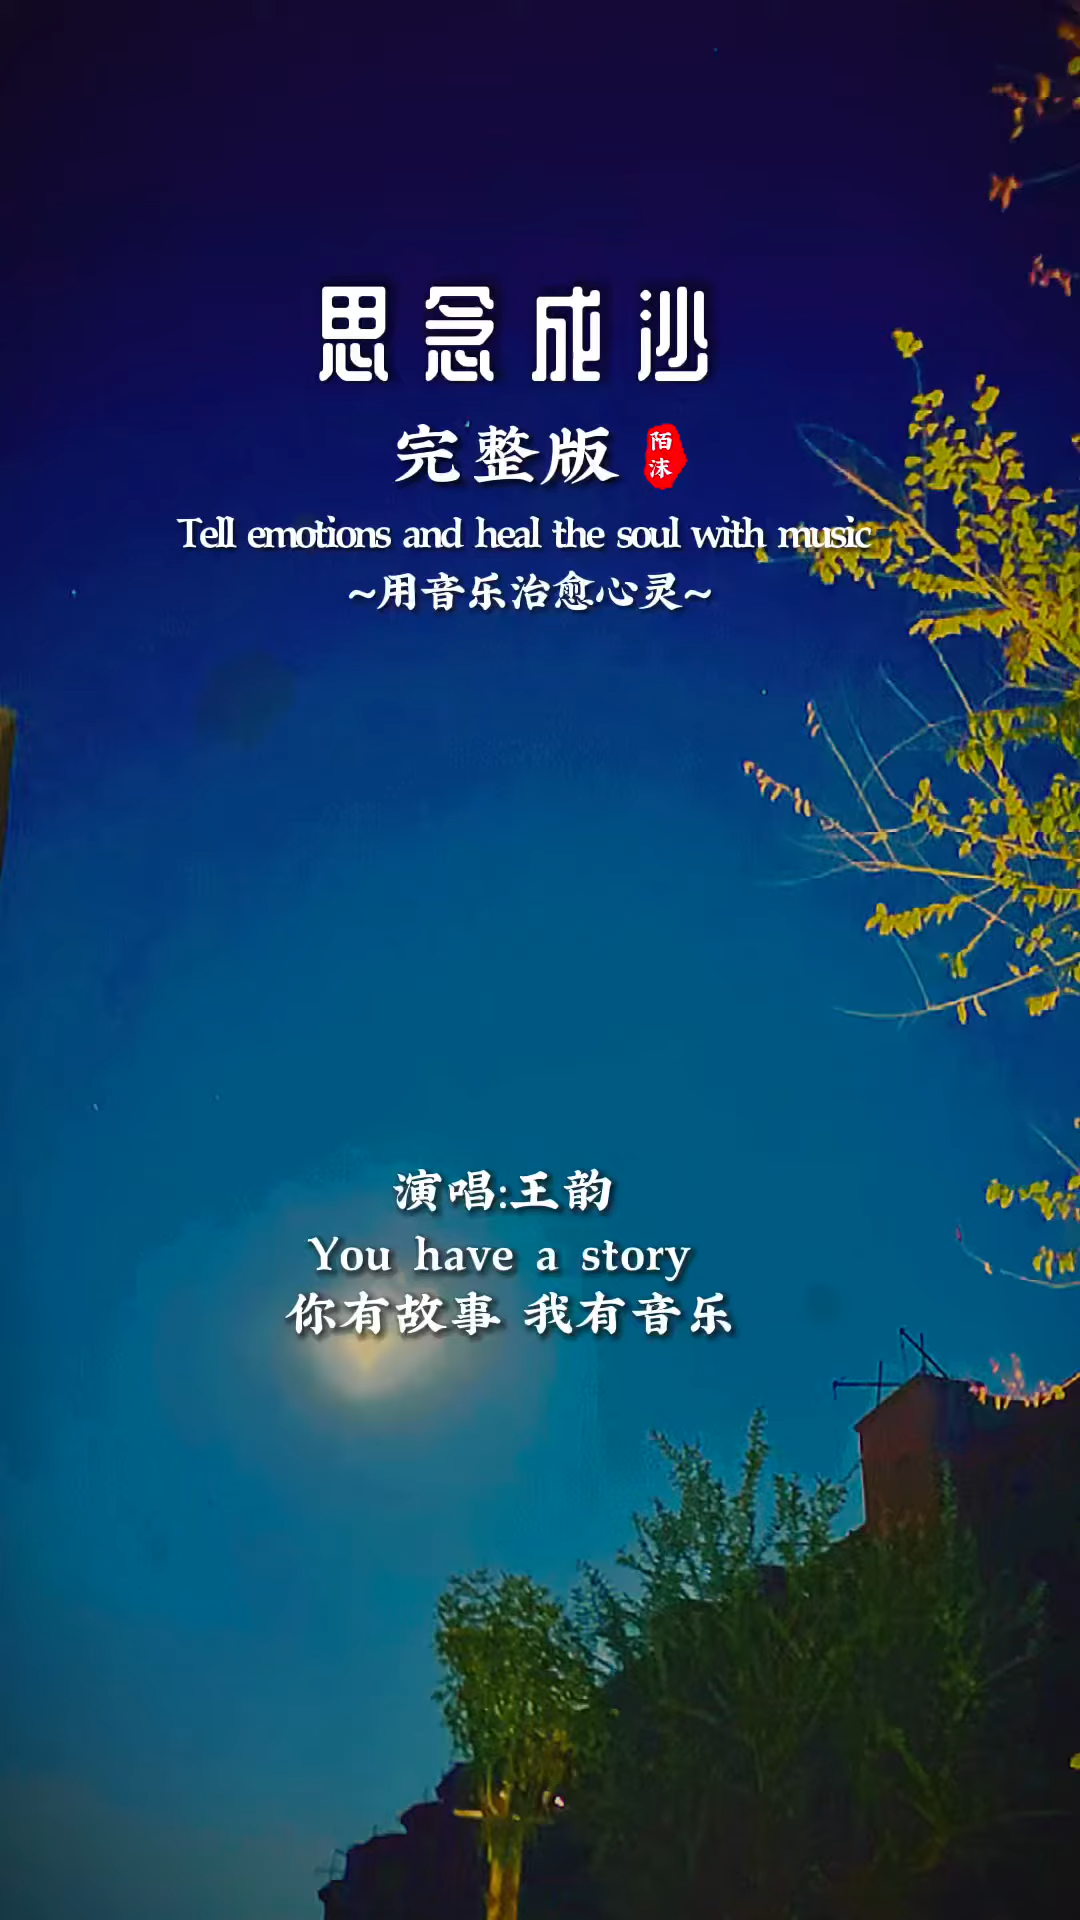 思念成沙
完整版 陌沫
Tell emotions and heal the soul with music
~用音乐治愈心灵~
演唱:王韵
You have a story
你有故事 我有音乐